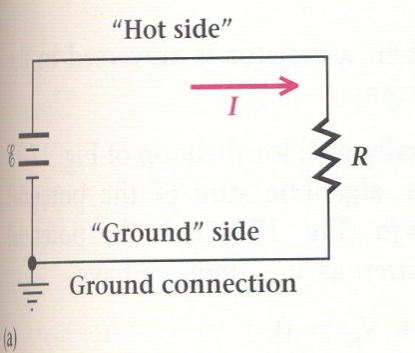 “Hot side”
I
ℰ
R
“Ground” side
Ground connection
(a)